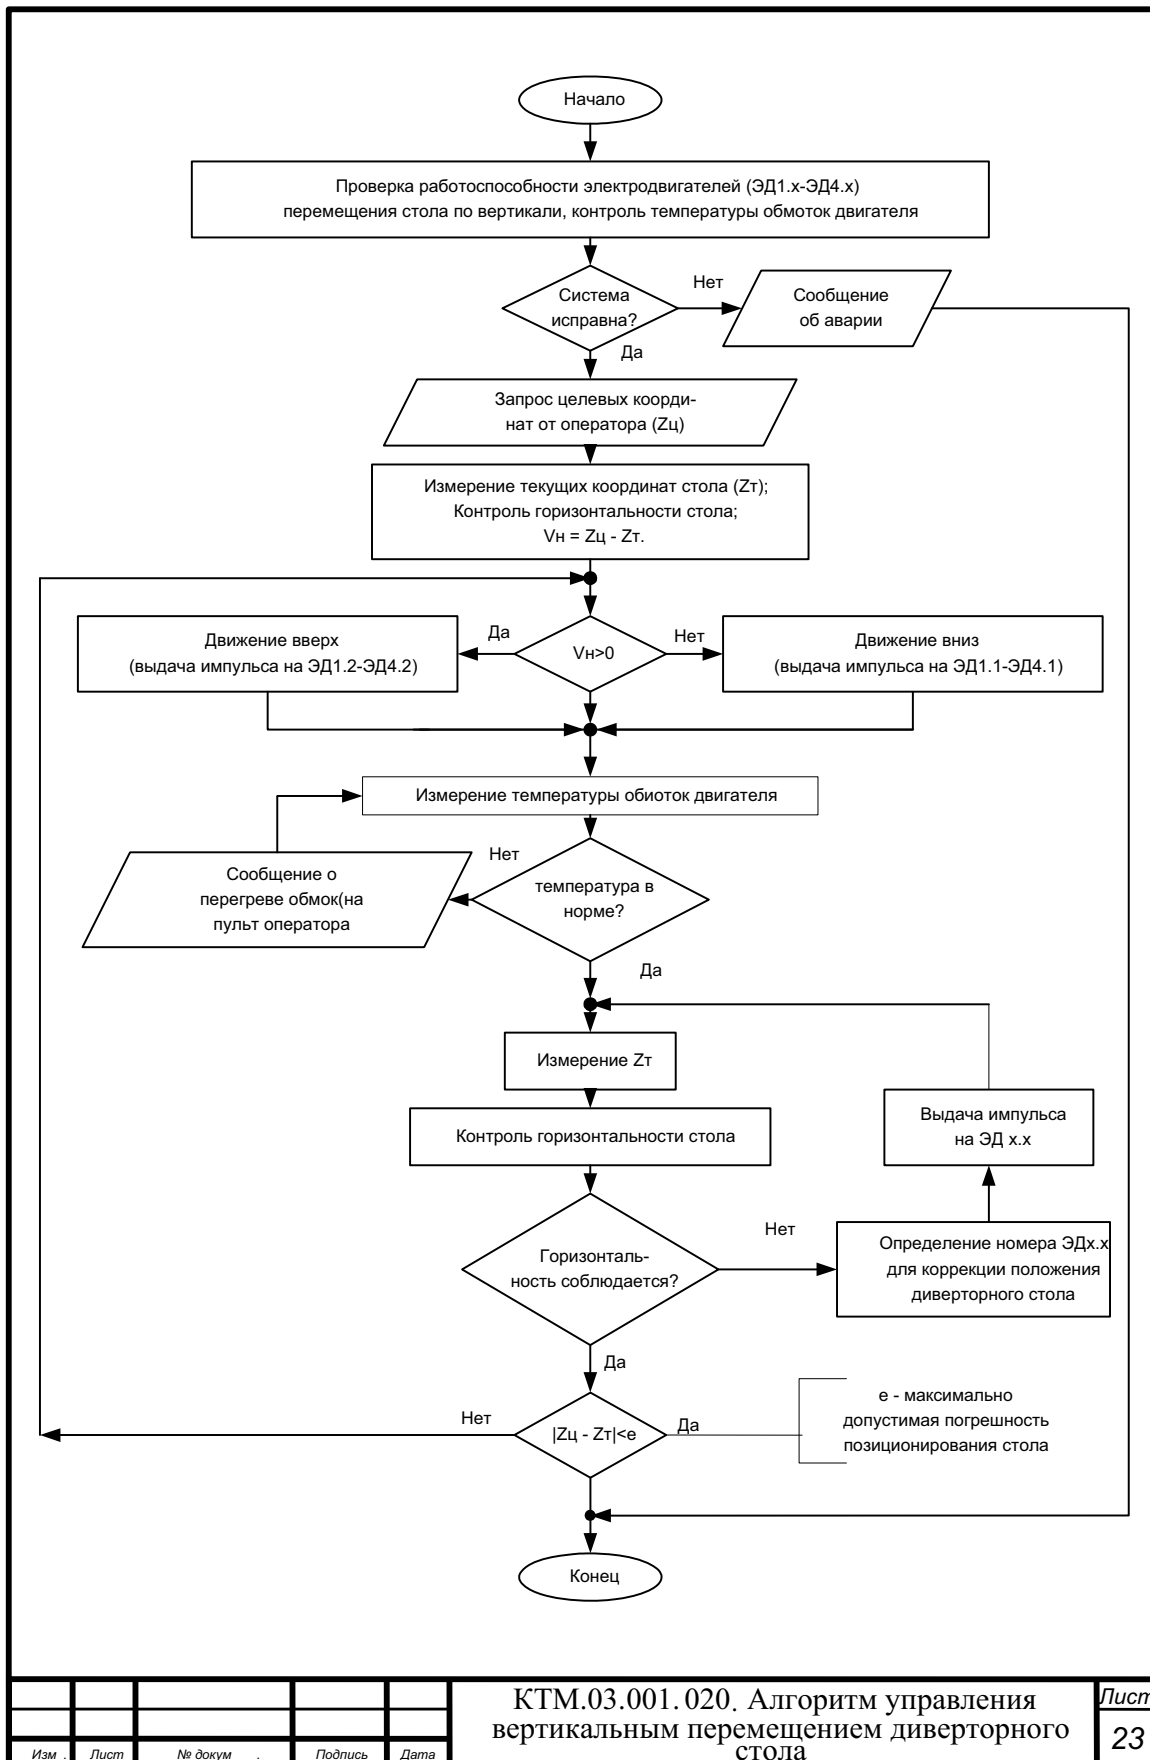 Начало
Проверка работоспособности электродвигателей (ЭД1.х-ЭД4.х)
перемещения стола по вертикали, контроль температуры обмоток двигателя
Система
исправна?
Нет
Сообщение
об аварии
Да
Запрос целевых коорди-
нат от оператора (Zц)
Измерение текущих координат стола (Zт);
Контроль горизонтальности стола;
Vн = Zц - Zт.
Движение вверх
(выдача импульса на ЭД1.2-ЭД4.2)
Да
Vн>0
Нет
Движение вниз
(выдача импульса на ЭД1.1-ЭД4.1)
Измерение температуры обиоток двигателя
Сообщение о
перегреве обмок(на
пульт оператора
Нет
температура в
норме?
Да
Измерение Zт
Контроль горизонтальности стола
Выдача импульса
на ЭД х.х
Горизонталь-
ность соблюдается?
Нет
Определение номера ЭДх.х
для коррекции положения
диверторного стола
Да
Нет
|Zц - Zт|<е
Да
е - максимально
допустимая погрешность
позиционирования стола
Конец
КТМ.03.001.020. Алгоритм управления
вертикальным перемещением диверторного
стола
Лист
23
Изм . Лист № докум . Подпись Дата